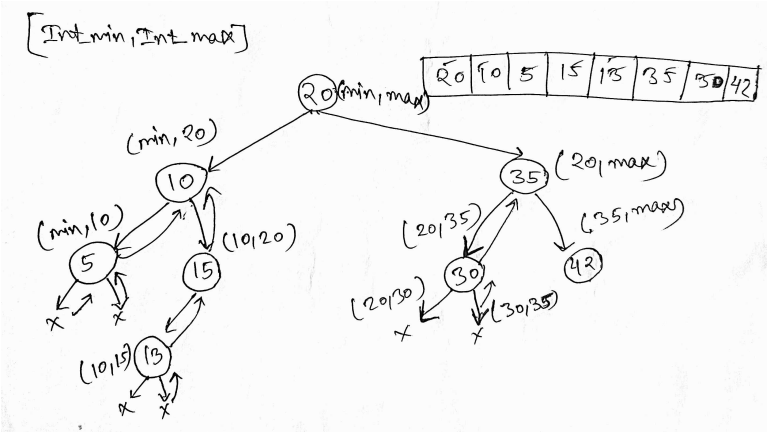 [Int_min, Int_max]
20 10 5 15 13 35 30 42
20 (min, max)
(min, 20)
10
35 (20, max)
(min, 10)
5
(10, 20)
15
(20, 35)
30
(35, max)
42
(20, 30)
x
(30, 35)
x
x
x
(10, 15) 13
x
x